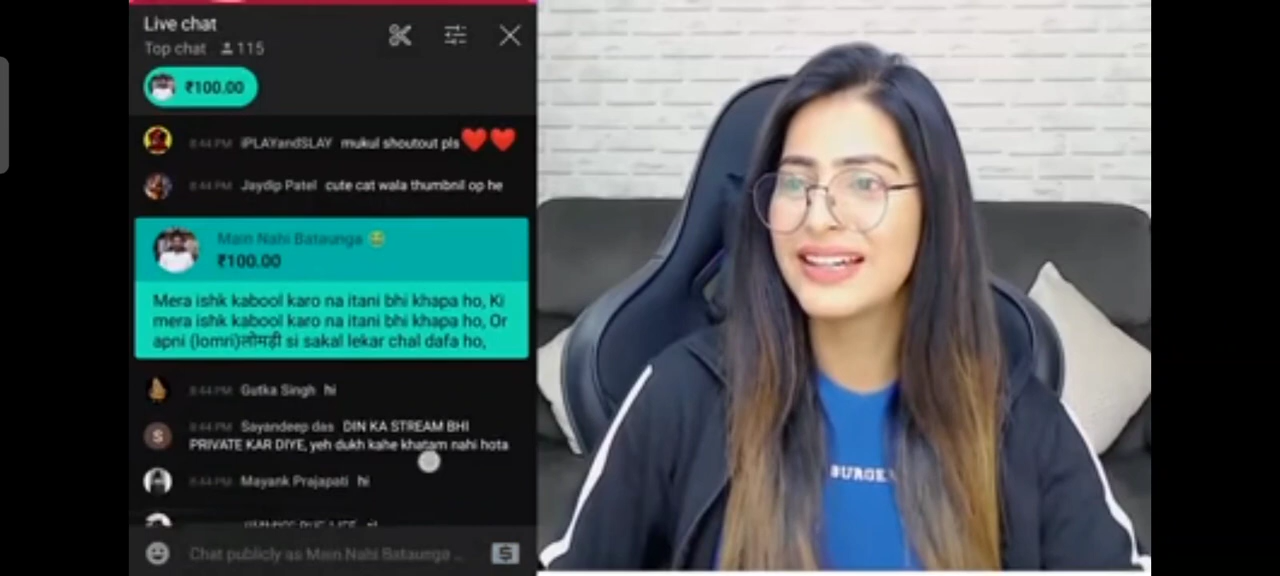 Live chat
Top chat 115
₹100.00
8:44 PM iPLAYandSLAY mukul shoutout pls❤️❤️
8:44 PM Jaydip Patel cute cat wala thumbnil op he
Main Nahi Bataunga 😂
₹100.00
Mera ishk kabool karo na itani bhi khapa ho, Ki
mera ishk kabool karo na itani bhi khapa ho, Or
apni (lomri)लोमड़ी si sakal lekar chal dafa ho,
8:44 PM Gutka Singh hi
S
8:44 PM Sayandeep das DIN KA STREAM BHI
PRIVATE KAR DIYE, yeh dukh kahe khatam nahi hota
8:44 PM Mayank Prajapati hi
Chat publicly as Main Nahi Bataunga ...
$
BURGE